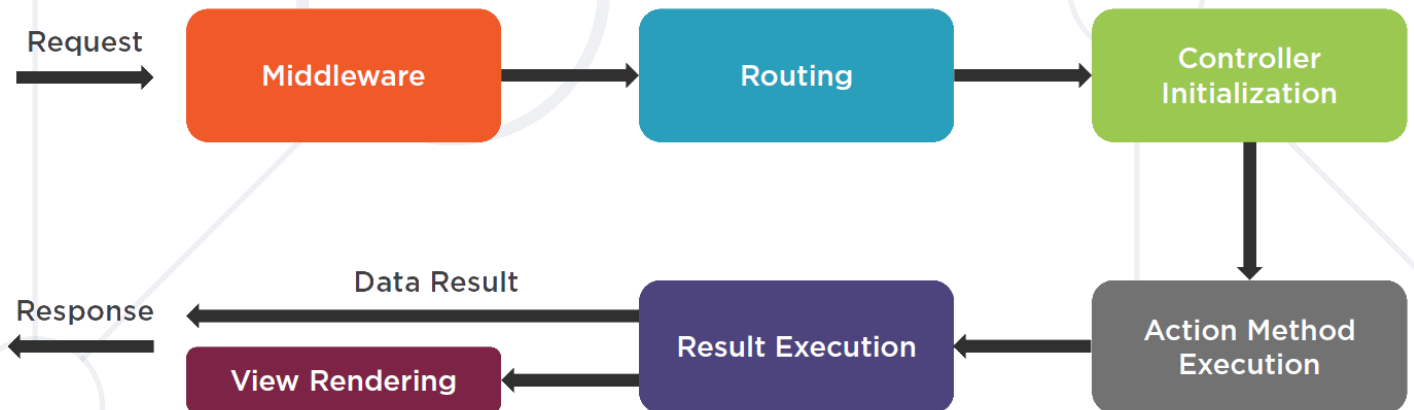 Request
Middleware
Routing
Controller
Initialization
Data Result
Response
View Rendering
Result Execution
Action Method
Execution